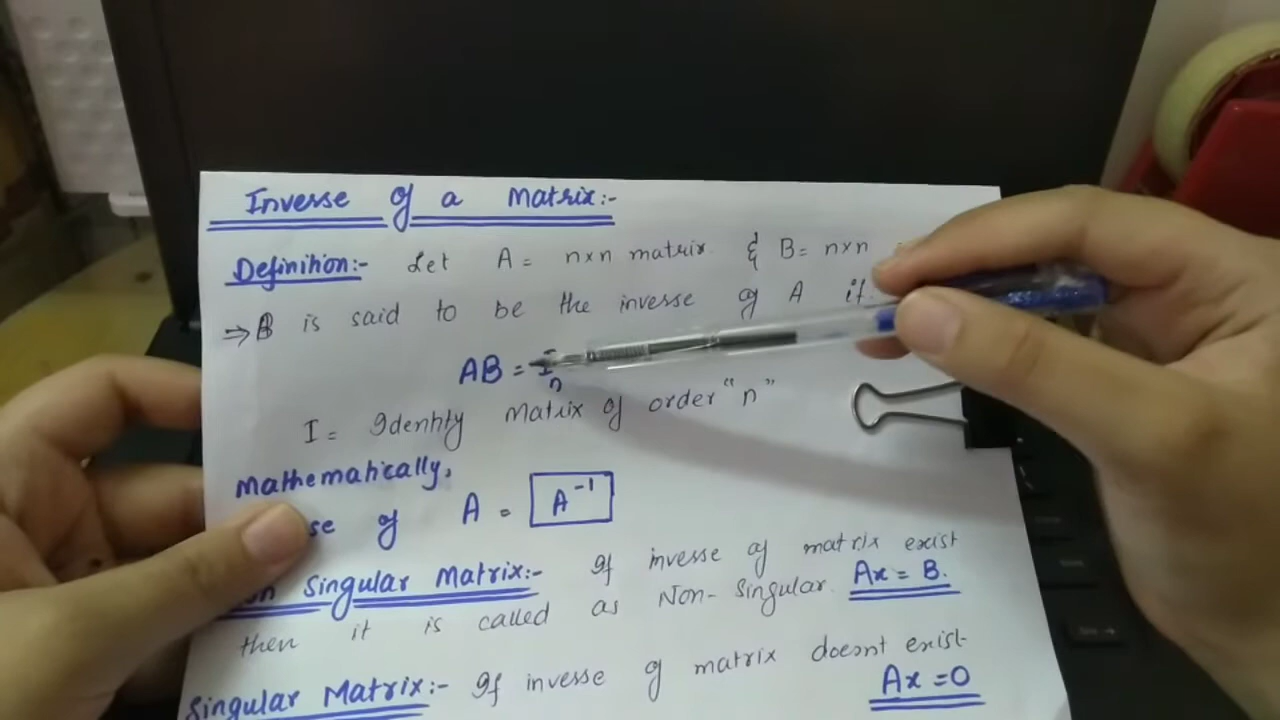 Inverse of a Matrix:-
Definition:- Let A = n×n matrix & B= n×n
⇒ B is said to be the inverse of A if
AB = Iₙ
I = Identity Matrix of order "n"
Mathematically,
of A = A⁻¹
Singular Matrix:- If inverse of matrix exist
then it is called as Non-Singular. Ax = B.
Singular Matrix:- If inverse of matrix doesnt exist-
Ax =0